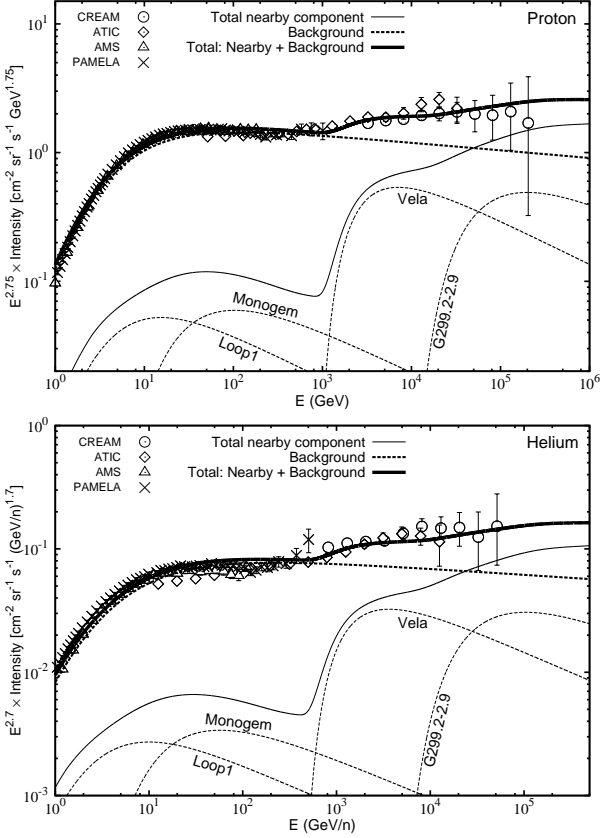 CREAM
ATIC
AMS
PAMELA
Total nearby component
Background
Total: Nearby + Background
Proton
10^1
10^0
10^-1
E^2.75 × Intensity [cm^-2 sr^-1 s^-1 GeV^1.75]
Vela
Monogem
Loop1
G299.2-2.9
10^0 10^1 10^2 10^3 10^4 10^5 10^6
E (GeV)
CREAM
ATIC
AMS
PAMELA
Total nearby component
Background
Total: Nearby + Background
Helium
10^0
10^-1
10^-2
10^-3
E^2.7 × Intensity [cm^-2 sr^-1 s^-1 (GeV/n)^1.7]
Vela
Monogem
Loop1
G299.2-2.9
10^0 10^1 10^2 10^3 10^4 10^5
E (GeV/n)